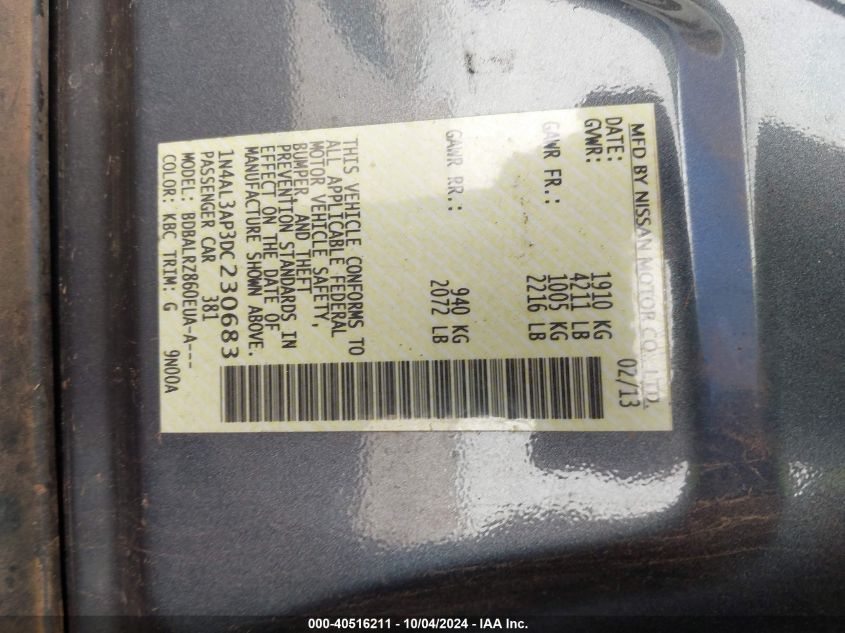 MFD BY NISSAN MOTOR CO., LTD.
DATE: 02/13
GVWR: 1910 KG
4211 LB
GAWR FR.: 1005 KG
2216 LB
GAWR RR.: 940 KG
2072 LB
THIS VEHICLE CONFORMS TO
ALL APPLICABLE FEDERAL
MOTOR VEHICLE SAFETY,
BUMPER, AND THEFT
PREVENTION STANDARDS IN
EFFECT ON THE DATE OF
MANUFACTURE SHOWN ABOVE.
1N4AL3AP3DC230683
PASSENGER CAR 381
MODEL: BDBALRZ860EUA-A---
COLOR: KBC TRIM: G 9N00A
000-40516211 - 10/04/2024 - IAA Inc.